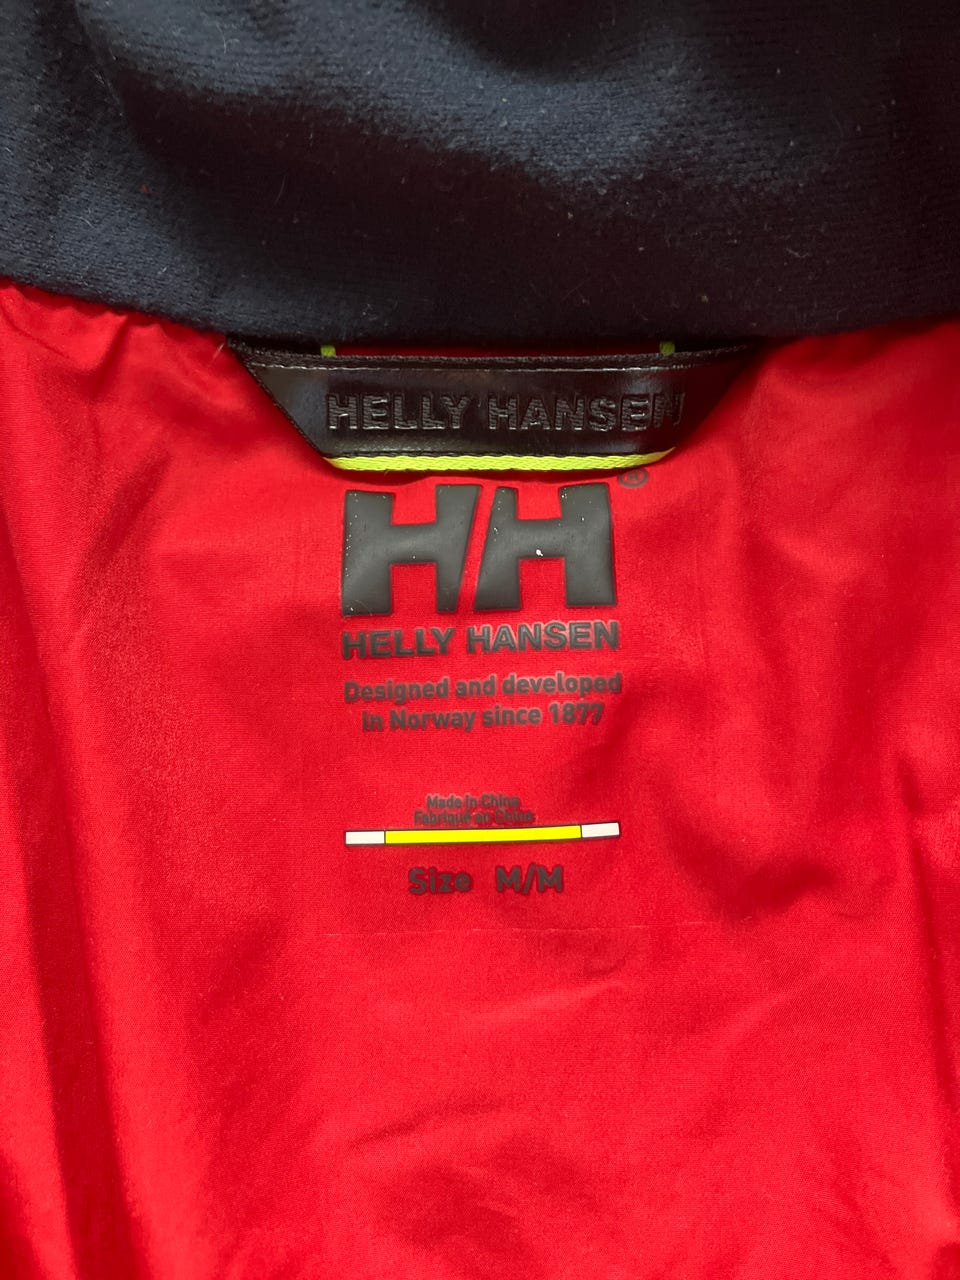 HELLY HANSEN
HH®
HELLY HANSEN
Designed and developed
in Norway since 1877
Made in China
Fabriqué en Chine
Size M/M